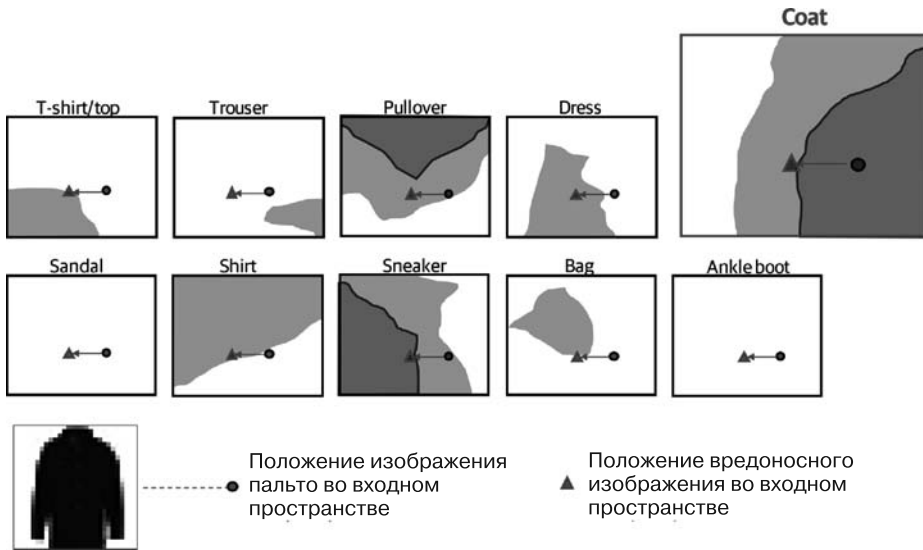 Coat
T-shirt/top
Trouser
Pullover
Dress
Sandal
Shirt
Sneaker
Bag
Ankle boot
Положение изображения
пальто во входном
пространстве
Положение вредоносного
изображения во входном
пространстве